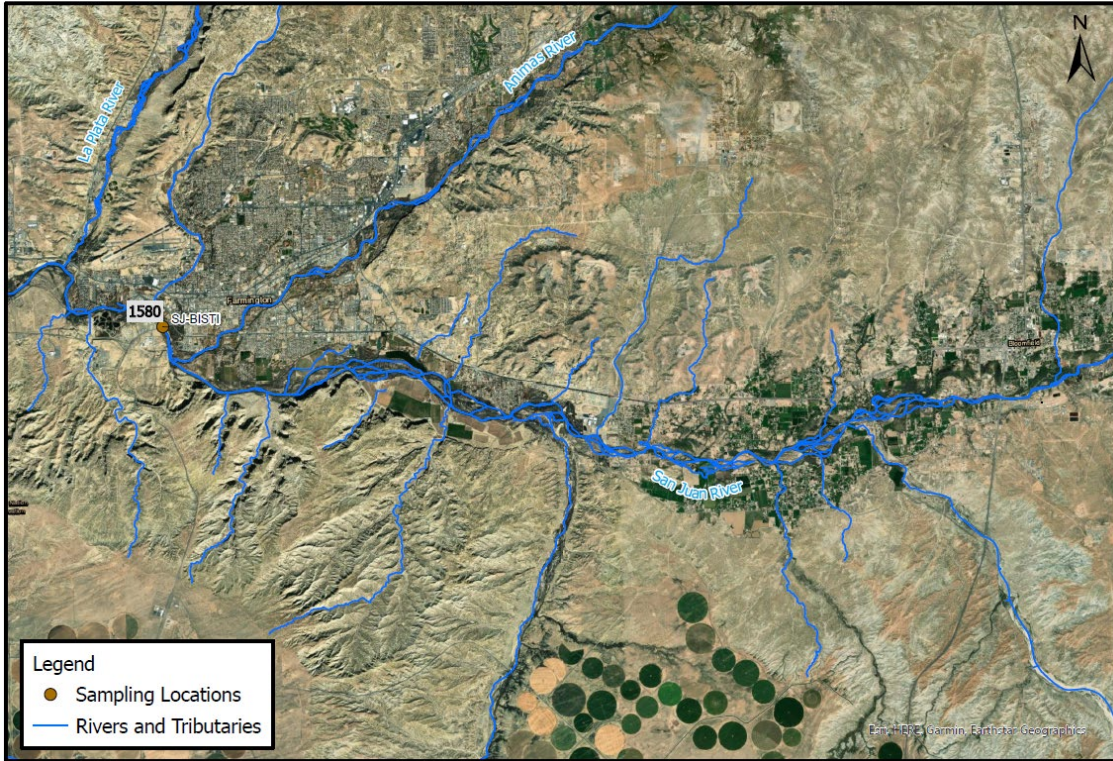 N
La Plata River
Animas River
1580
SJ-BISTI
Farmington
Bloomfield
San Juan River
Legend
Sampling Locations
Rivers and Tributaries
Esri, HERE, Garmin, Earthstar Geographics